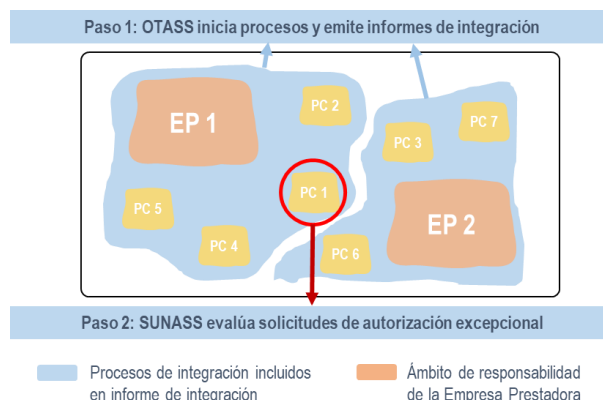 Paso 1: OTASS inicia procesos y emite informes de integración
EP 1
PC 2
PC 7
PC 3
PC 1
PC 5
EP 2
PC 4
PC 6
Paso 2: SUNASS evalúa solicitudes de autorización excepcional
Procesos de integración incluidos
en informe de integración
Ámbito de responsabilidad
de la Empresa Prestadora